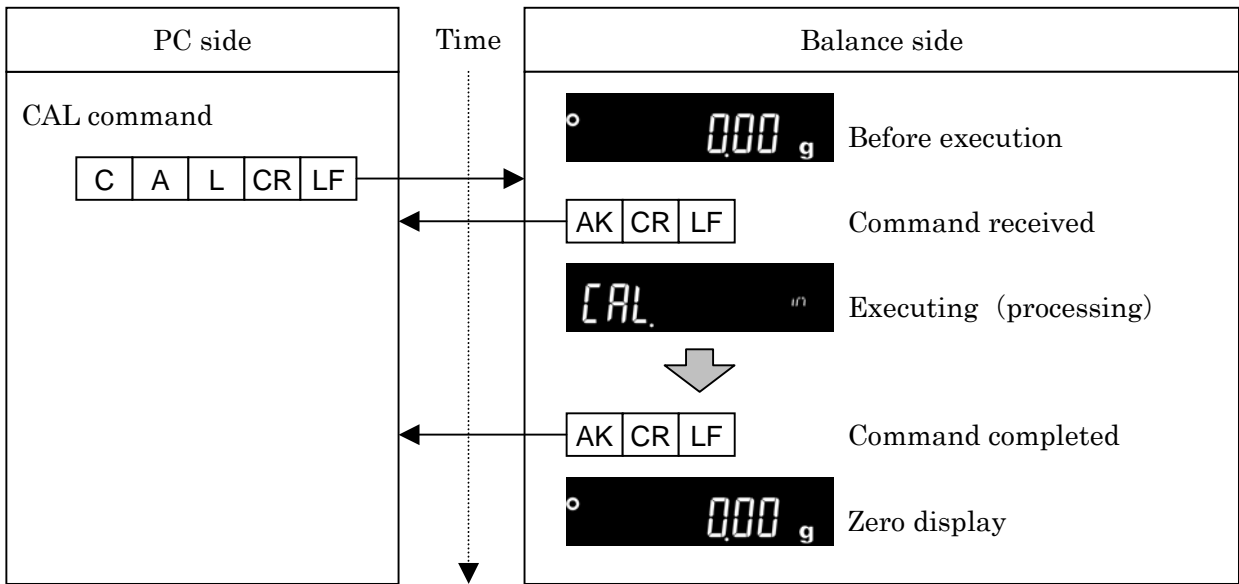 PC side Time Balance side
CAL command
0.00 g Before execution
C A L CR LF
AK CR LF Command received
CAL. in Executing (processing)
AK CR LF Command completed
0.00 g Zero display